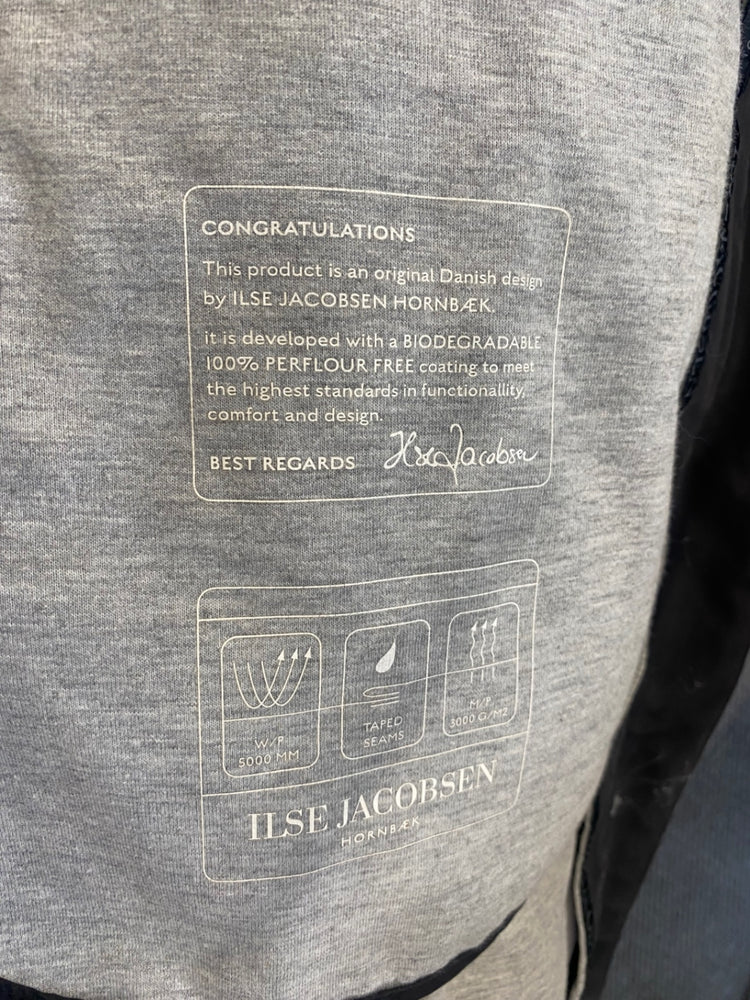 CONGRATULATIONS
This product is an original Danish design
by ILSE JACOBSEN HORNBÆK.
it is developed with a BIODEGRADABLE
100% PERFLOUR FREE coating to meet
the highest standards in functionallity,
comfort and design.
BEST REGARDS Ilse Jacobsen
W/P
5000 MM
TAPED
SEAMS
M/P
3000 G/M2
ILSE JACOBSEN
HORNBÆK